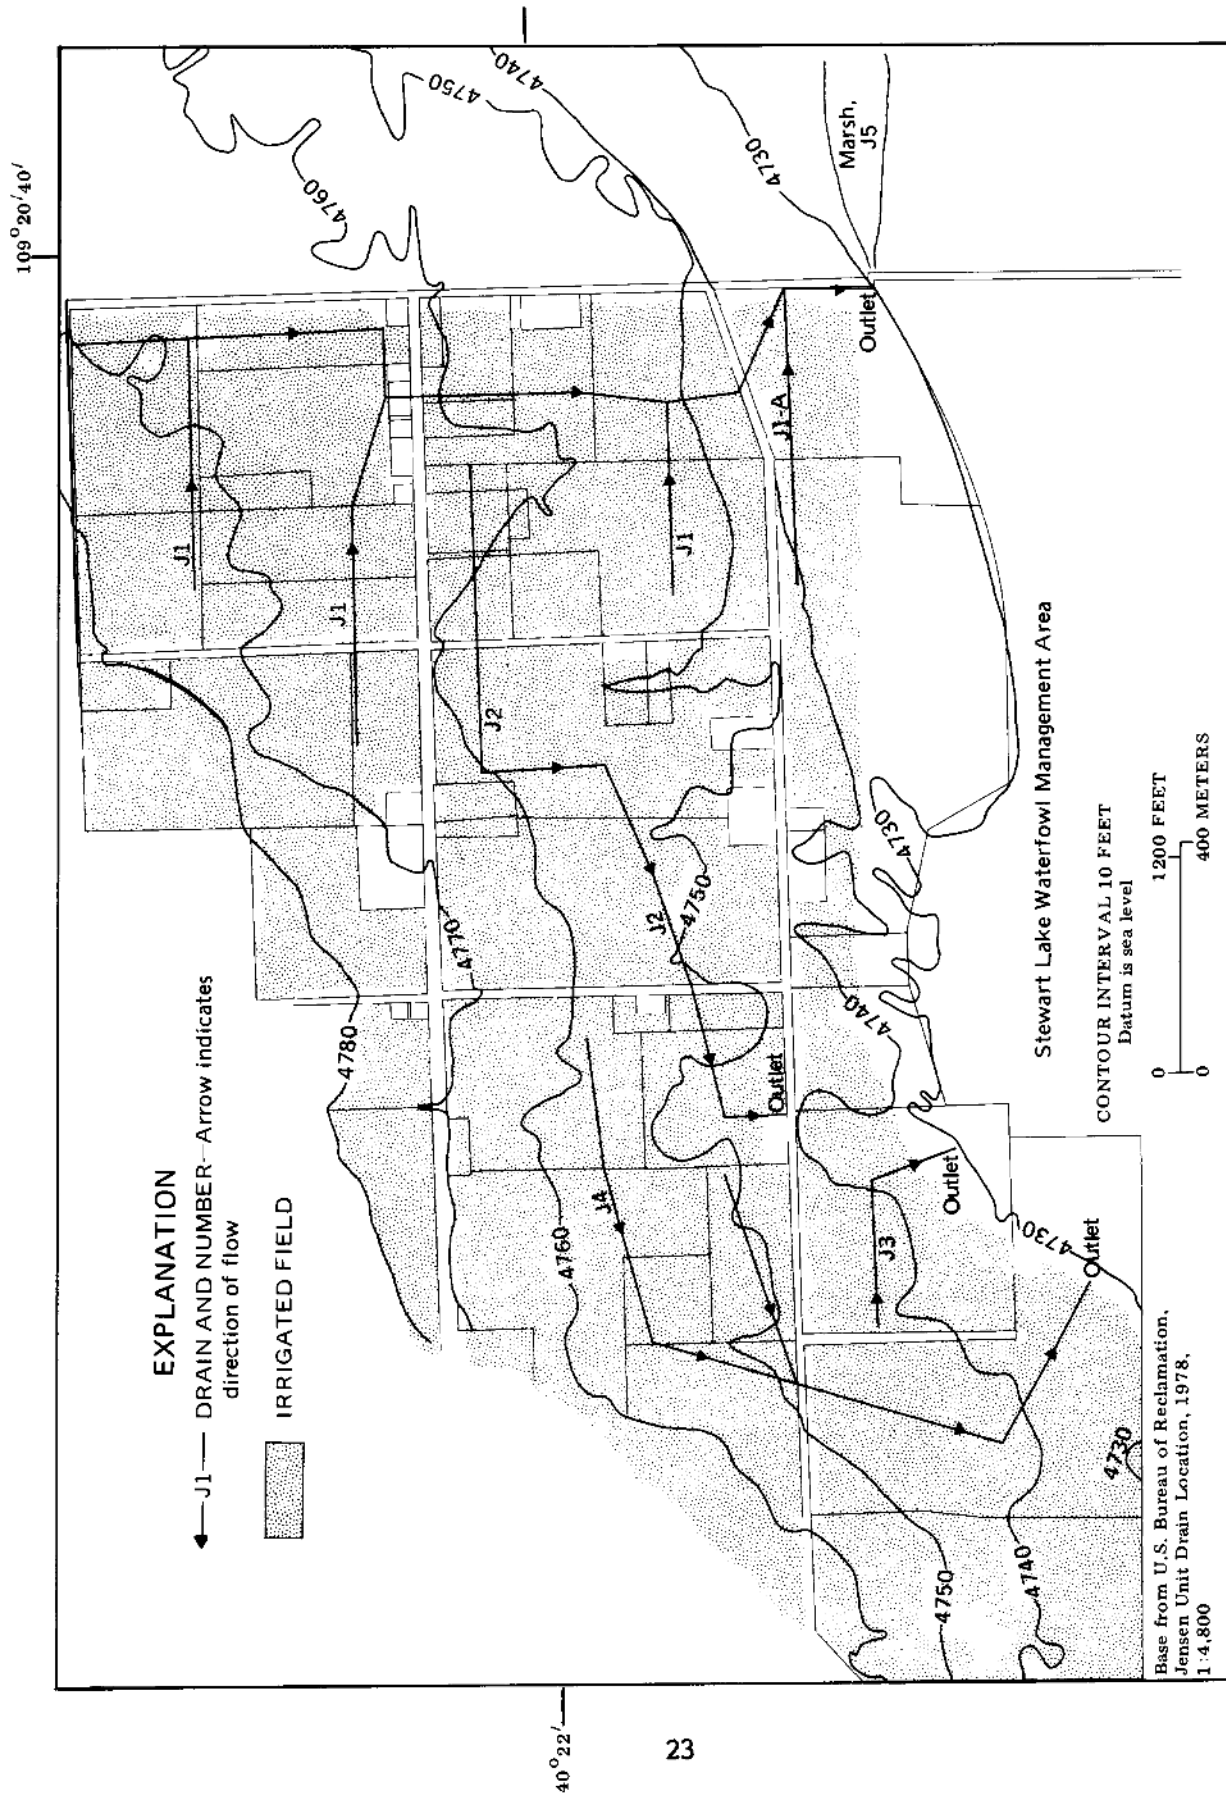 109°20'40'
40°22'
EXPLANATION
J1 DRAIN AND NUMBER--Arrow indicates
direction of flow
IRRIGATED FIELD
4740
4750
4760
4730
Marsh,
J5
Outlet
J1-A
J1
J1
J1
J2
J2
4750
4780
4770
4730
4740
Outlet
J4
4760
J3
Outlet
4730
Outlet
4730
4750
4740
Stewart Lake Waterfowl Management Area
CONTOUR INTERVAL 10 FEET
Datum is sea level
0 1200 FEET
0 400 METERS
Base from U.S. Bureau of Reclamation,
Jensen Unit Drain Location, 1978,
1:4,800
23